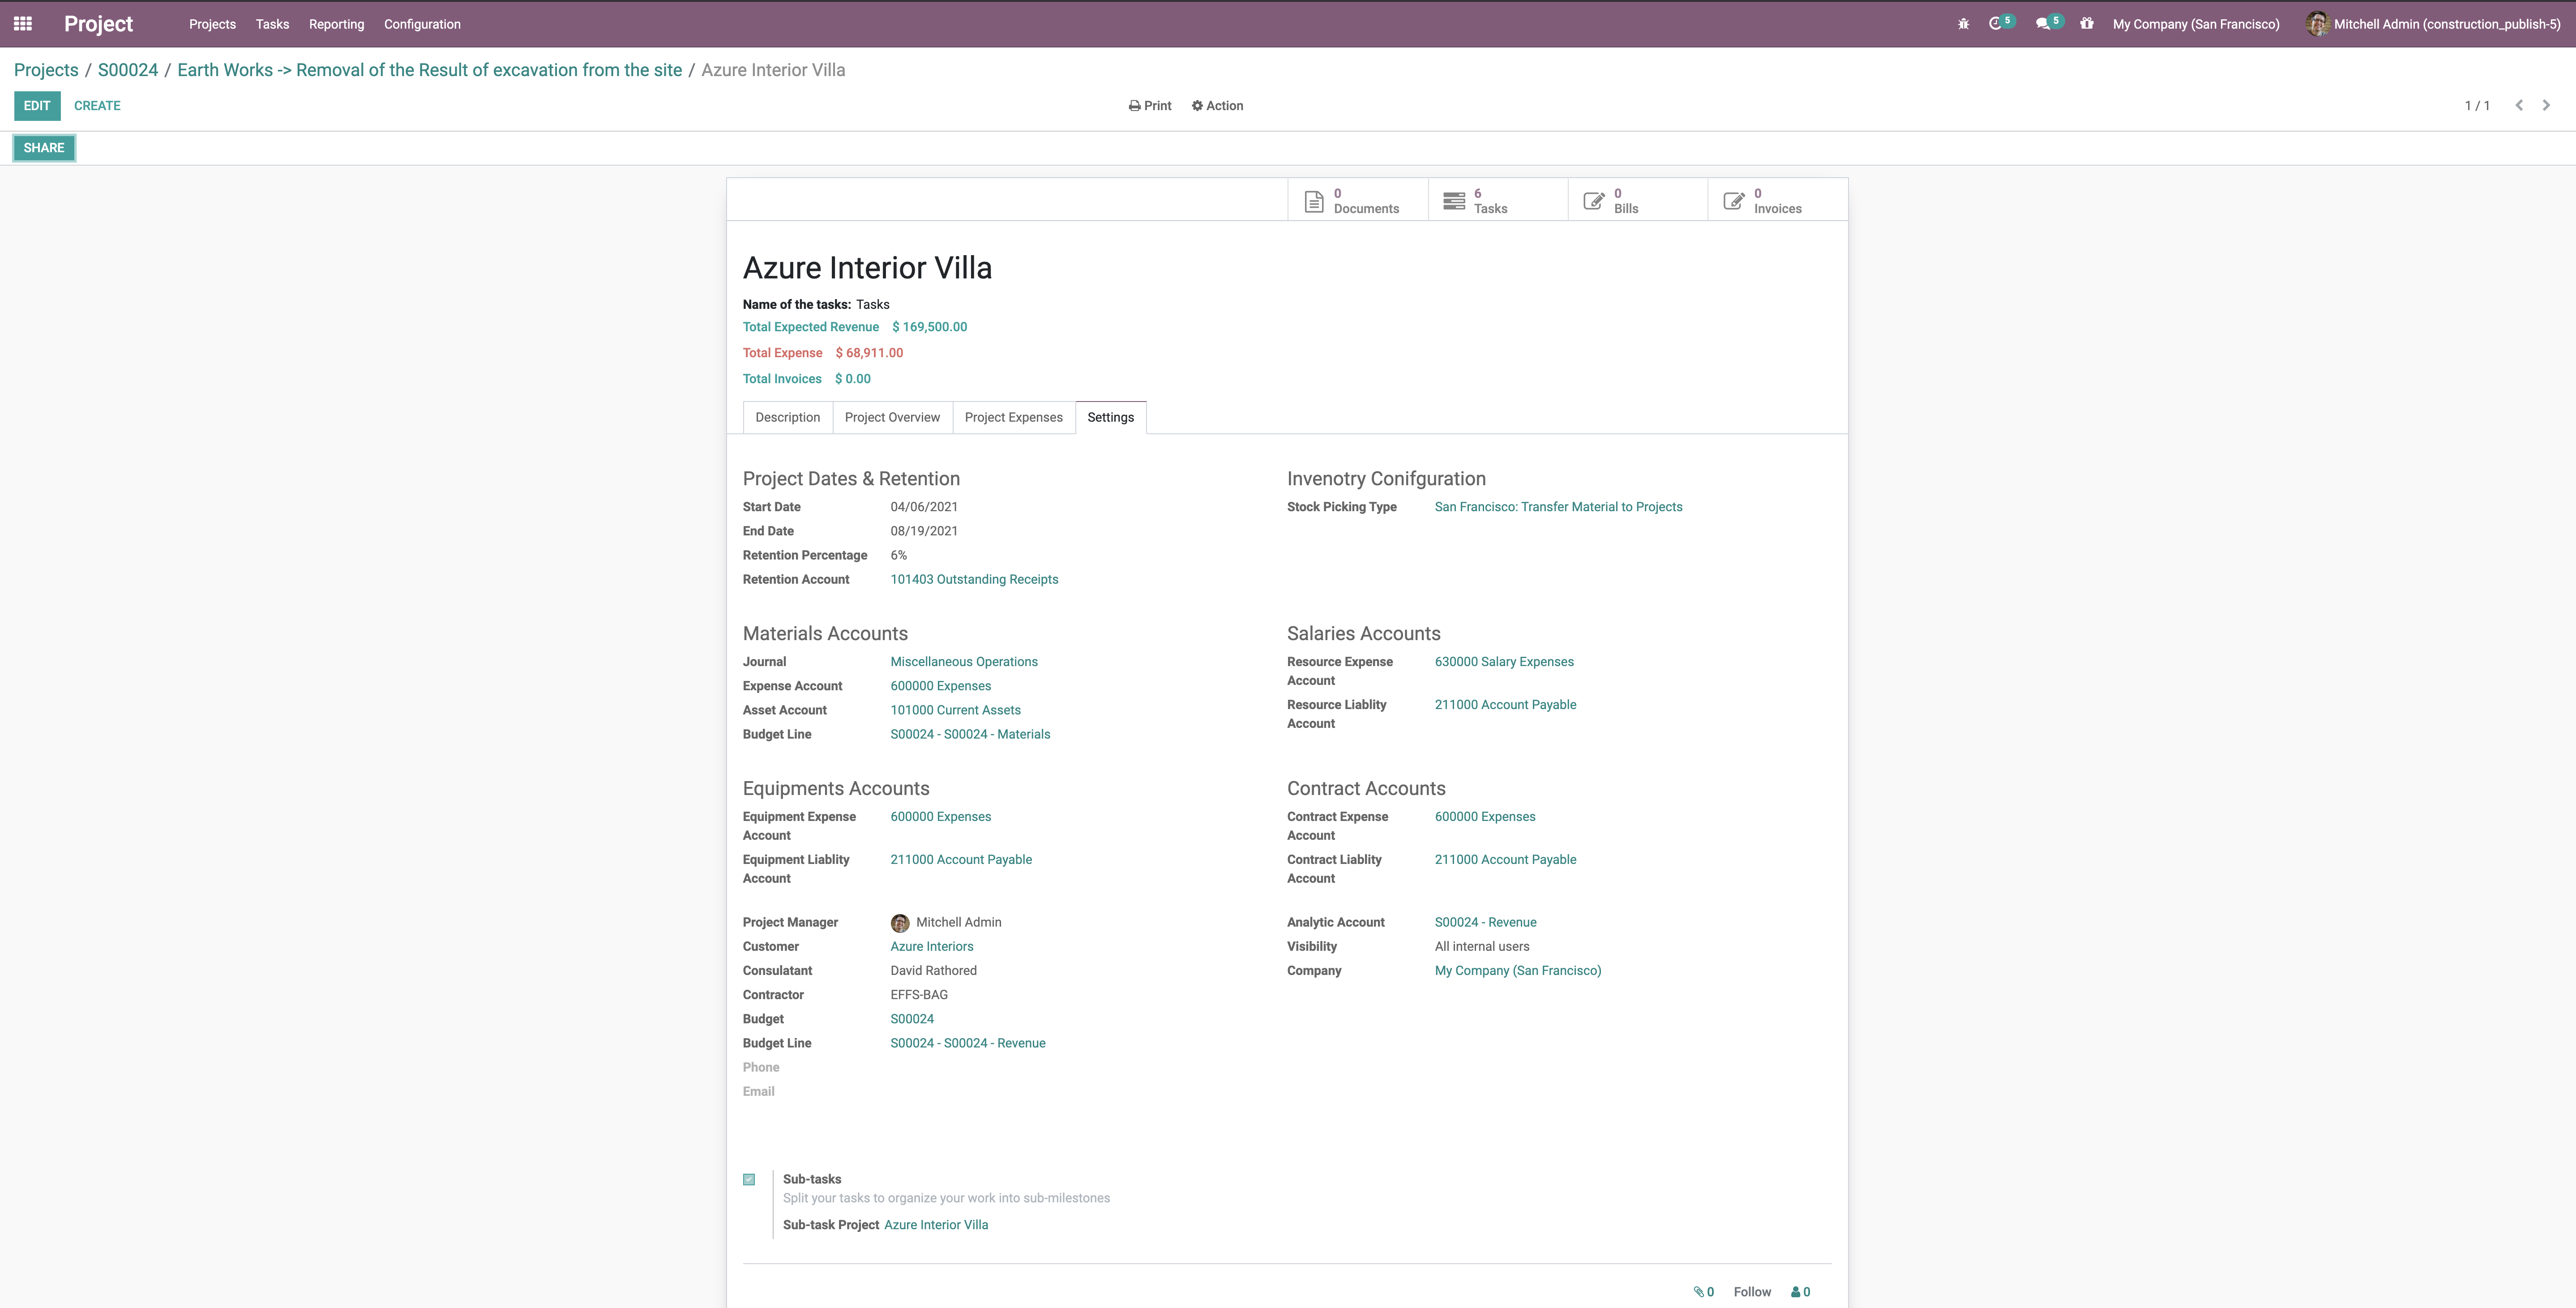 Project Projects Tasks Reporting Configuration 5 5 My Company (San Francisco) Mitchell Admin (construction_publish-5)
Projects / S00024 / Earth Works -> Removal of the Result of excavation from the site / Azure Interior Villa
EDIT CREATE Print Action 1 / 1
SHARE
0 Documents
6 Tasks
0 Bills
0 Invoices
Azure Interior Villa
Name of the tasks: Tasks
Total Expected Revenue $ 169,500.00
Total Expense $ 68,911.00
Total Invoices $ 0.00
Description Project Overview Project Expenses Settings
Project Dates & Retention
Start Date 04/06/2021
End Date 08/19/2021
Retention Percentage 6%
Retention Account 101403 Outstanding Receipts
Invenotry Conifguration
Stock Picking Type San Francisco: Transfer Material to Projects
Materials Accounts
Journal Miscellaneous Operations
Expense Account 600000 Expenses
Asset Account 101000 Current Assets
Budget Line S00024 - S00024 - Materials
Salaries Accounts
Resource Expense 630000 Salary Expenses
Account
Resource Liablity 211000 Account Payable
Account
Equipments Accounts
Equipment Expense 600000 Expenses
Account
Equipment Liablity 211000 Account Payable
Account
Contract Accounts
Contract Expense 600000 Expenses
Account
Contract Liablity 211000 Account Payable
Account
Project Manager Mitchell Admin
Customer Azure Interiors
Consulatant David Rathored
Contractor EFFS-BAG
Budget S00024
Budget Line S00024 - S00024 - Revenue
Phone
Email
Analytic Account S00024 - Revenue
Visibility All internal users
Company My Company (San Francisco)
Sub-tasks
Split your tasks to organize your work into sub-milestones
Sub-task Project Azure Interior Villa
0 Follow 0